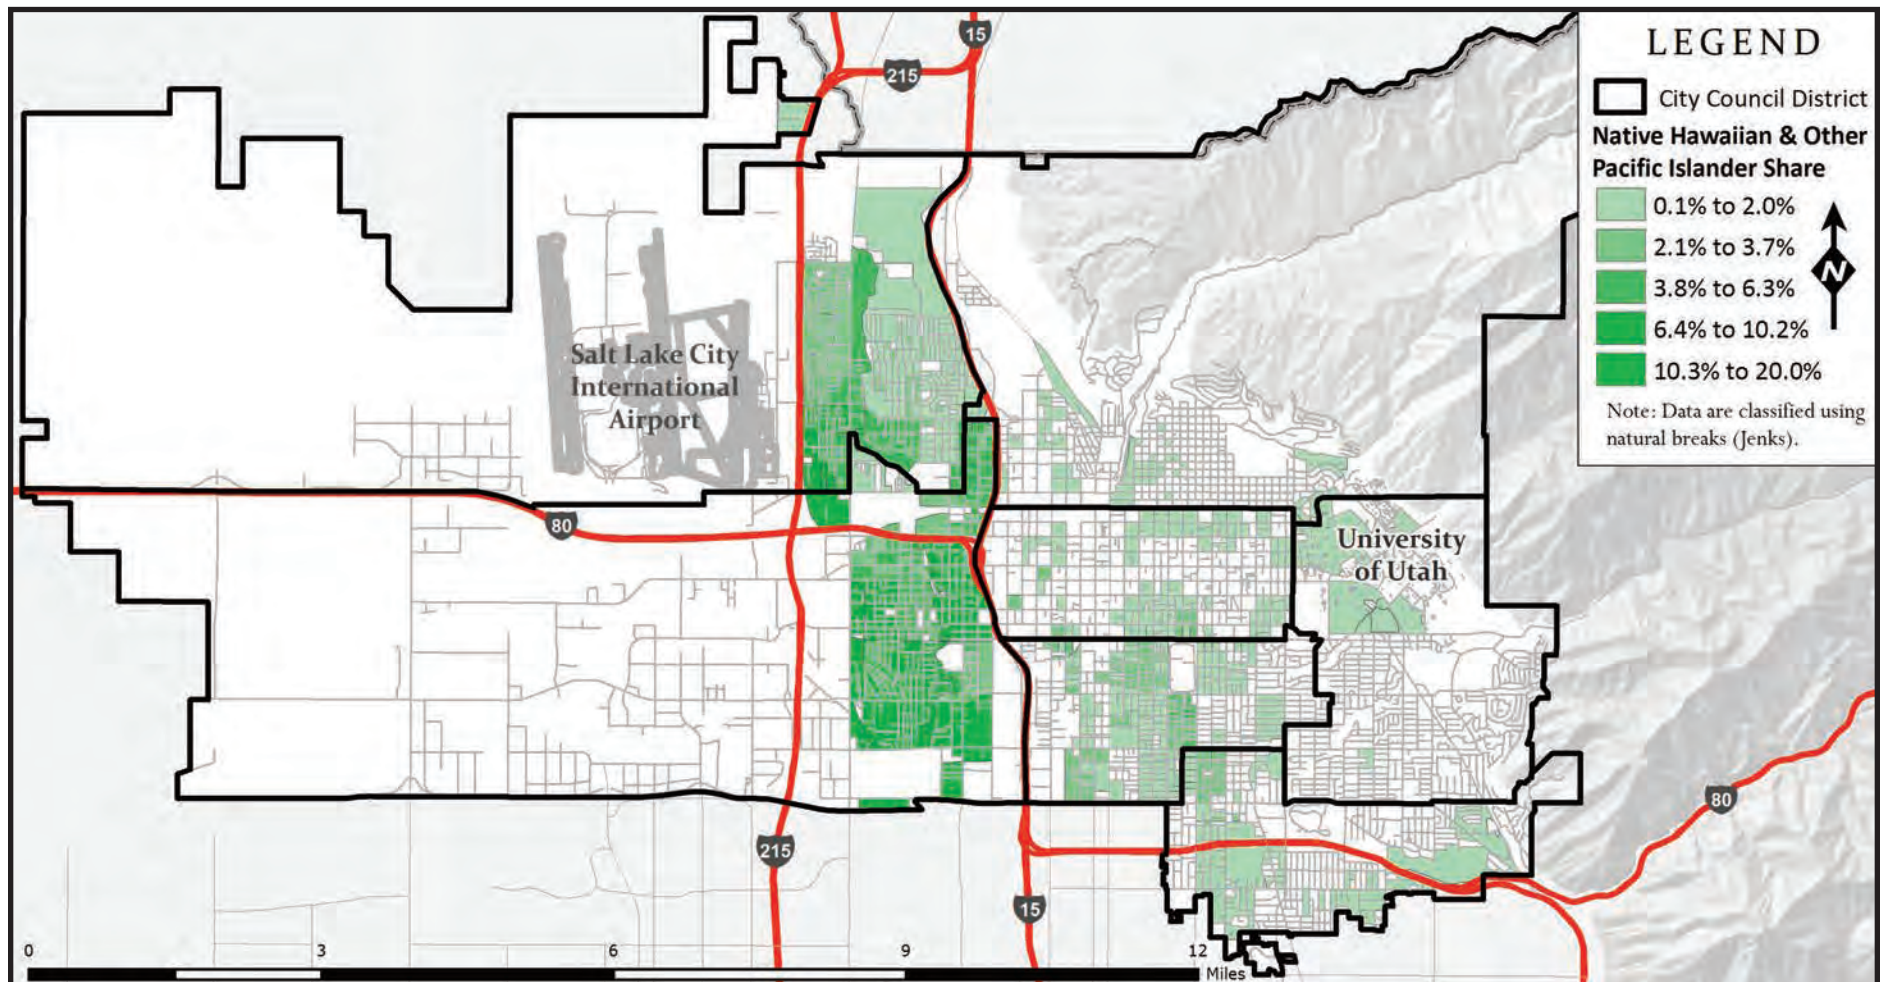 15
215
LEGEND
City Council District
Native Hawaiian & Other
Pacific Islander Share
0.1% to 2.0%
2.1% to 3.7%
3.8% to 6.3%
6.4% to 10.2%
10.3% to 20.0%
N
Note: Data are classified using
natural breaks (Jenks).
Salt Lake City
International
Airport
80
University
of Utah
80
215
15
0 3 6 9 12
Miles